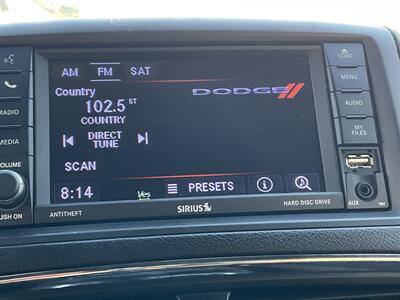 LOAD
MENU
AUDIO
MY FILES
AUX
RADIO
MEDIA
VOLUME
PUSH
AM FM SAT
Country
102.5 ST
COUNTRY
DODGE
DIRECT
TUNE
SCAN
8:14
PRESETS
ANTITHEFT
SIRIUS
HARD DISC DRIVE